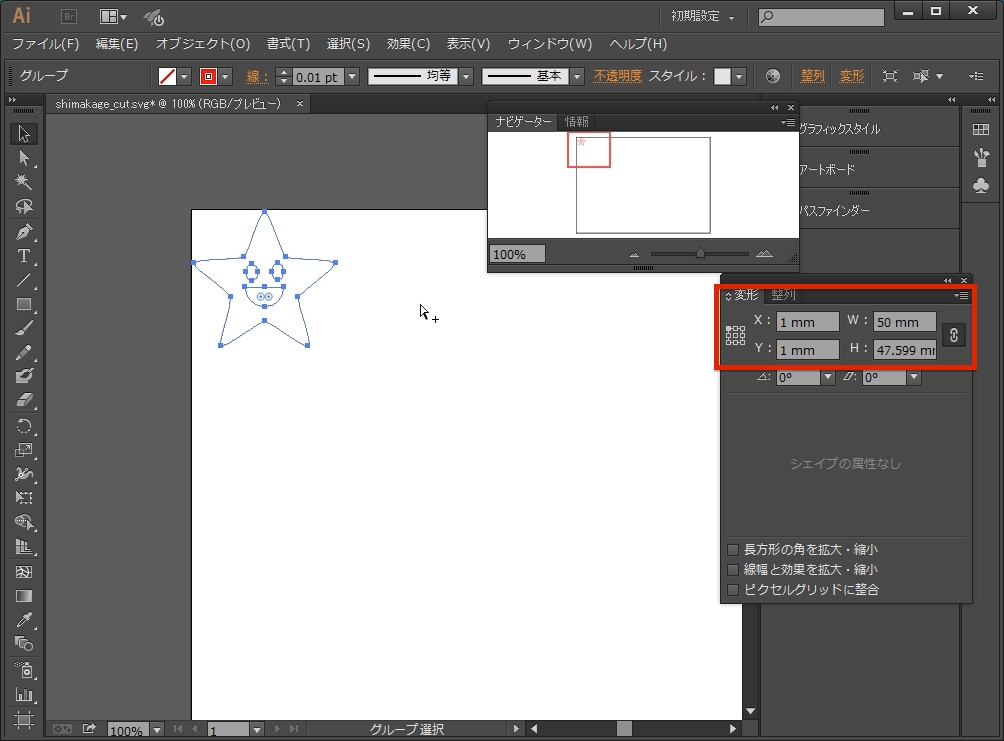 Ai Br 初期設定
ファイル(F) 編集(E) オブジェクト(O) 書式(T) 選択(S) 効果(C) 表示(V) ウィンドウ(W) ヘルプ(H)
グループ 線: 0.01 pt 均等 基本 不透明度 スタイル: 整列 変形
shimakage_cut.svg* @ 100% (RGB/プレビュー) ×
ナビゲーター 情報
グラフィックスタイル
アートボード
パスファインダー
100%
変形 整列
X: 1 mm W: 50 mm
Y: 1 mm H: 47.599 mm
0° 0°
シェイプの属性なし
長方形の角を拡大・縮小
線幅と効果を拡大・縮小
ピクセルグリッドに整合
100% 1 グループ選択